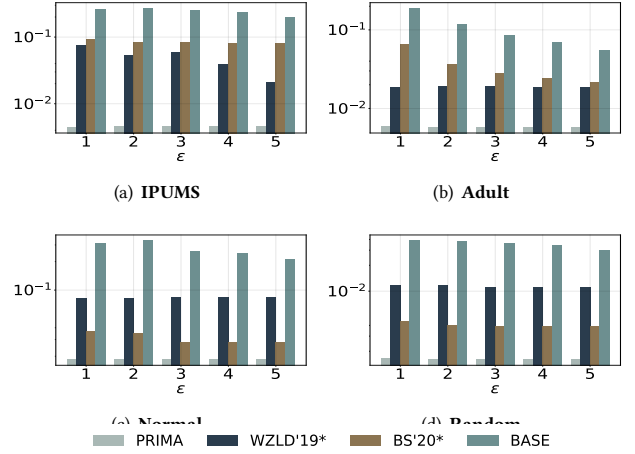 10⁻¹
10⁻²
1 2 3 4 5
ε
(a) IPUMS
10⁻¹
10⁻²
1 2 3 4 5
ε
(b) Adult
10⁻¹
1 2 3 4 5
ε
(c) Normal
10⁻²
1 2 3 4 5
ε
(d) Random
PRIMA WZLD'19* BS'20* BASE